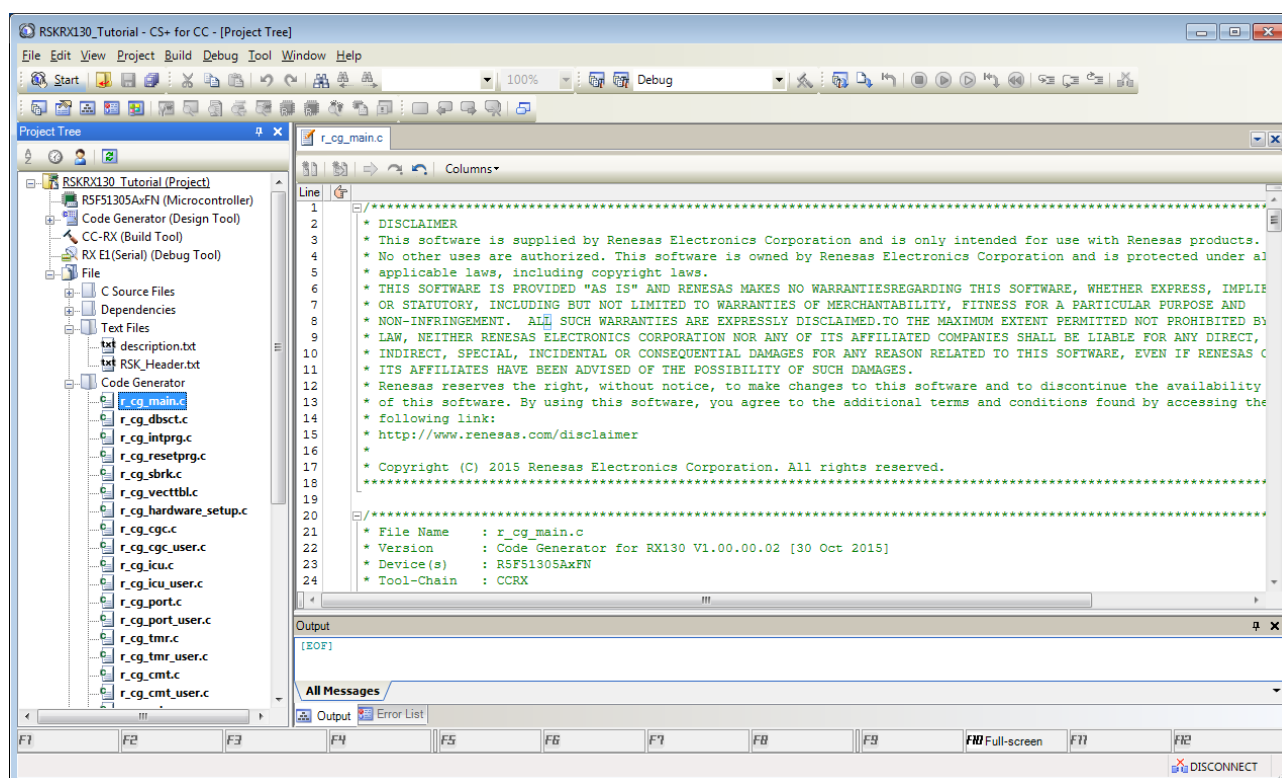 RSKRX130_Tutorial - CS+ for CC - [Project Tree]
File Edit View Project Build Debug Tool Window Help
Start 100% Debug
Project Tree
r_cg_main.c
Columns
RSKRX130_Tutorial (Project)
R5F51305AxFN (Microcontroller)
Code Generator (Design Tool)
CC-RX (Build Tool)
RX E1(Serial) (Debug Tool)
File
C Source Files
Dependencies
Text Files
description.txt
RSK_Header.txt
Code Generator
r_cg_main.c
r_cg_dbsct.c
r_cg_intprg.c
r_cg_resetprg.c
r_cg_sbrk.c
r_cg_vecttbl.c
r_cg_hardware_setup.c
r_cg_cgc.c
r_cg_cgc_user.c
r_cg_icu.c
r_cg_icu_user.c
r_cg_port.c
r_cg_port_user.c
r_cg_tmr.c
r_cg_tmr_user.c
r_cg_cmt.c
r_cg_cmt_user.c
Line
1 /******************************************************************************
2 * DISCLAIMER
3 * This software is supplied by Renesas Electronics Corporation and is only intended for use with Renesas products.
4 * No other uses are authorized. This software is owned by Renesas Electronics Corporation and is protected under al
5 * applicable laws, including copyright laws.
6 * THIS SOFTWARE IS PROVIDED "AS IS" AND RENESAS MAKES NO WARRANTIESREGARDING THIS SOFTWARE, WHETHER EXPRESS, IMPLIE
7 * OR STATUTORY, INCLUDING BUT NOT LIMITED TO WARRANTIES OF MERCHANTABILITY, FITNESS FOR A PARTICULAR PURPOSE AND
8 * NON-INFRINGEMENT. ALL SUCH WARRANTIES ARE EXPRESSLY DISCLAIMED.TO THE MAXIMUM EXTENT PERMITTED NOT PROHIBITED BY
9 * LAW, NEITHER RENESAS ELECTRONICS CORPORATION NOR ANY OF ITS AFFILIATED COMPANIES SHALL BE LIABLE FOR ANY DIRECT,
10 * INDIRECT, SPECIAL, INCIDENTAL OR CONSEQUENTIAL DAMAGES FOR ANY REASON RELATED TO THIS SOFTWARE, EVEN IF RENESAS
11 * ITS AFFILIATES HAVE BEEN ADVISED OF THE POSSIBILITY OF SUCH DAMAGES.
12 * Renesas reserves the right, without notice, to make changes to this software and to discontinue the availability
13 * of this software. By using this software, you agree to the additional terms and conditions found by accessing the
14 * following link:
15 * http://www.renesas.com/disclaimer
16 *
17 * Copyright (C) 2015 Renesas Electronics Corporation. All rights reserved.
18 ******************************************************************************
19
20 /******************************************************************************
21 * File Name : r_cg_main.c
22 * Version : Code Generator for RX130 V1.00.00.02 [30 Oct 2015]
23 * Device(s) : R5F51305AxFN
24 * Tool-Chain : CCRX
Output
[EOF]
All Messages
Output Error List
F1 F2 F3 F4 F5 F6 F7 F8 F9 F10 Full-screen F11 F12
DISCONNECT